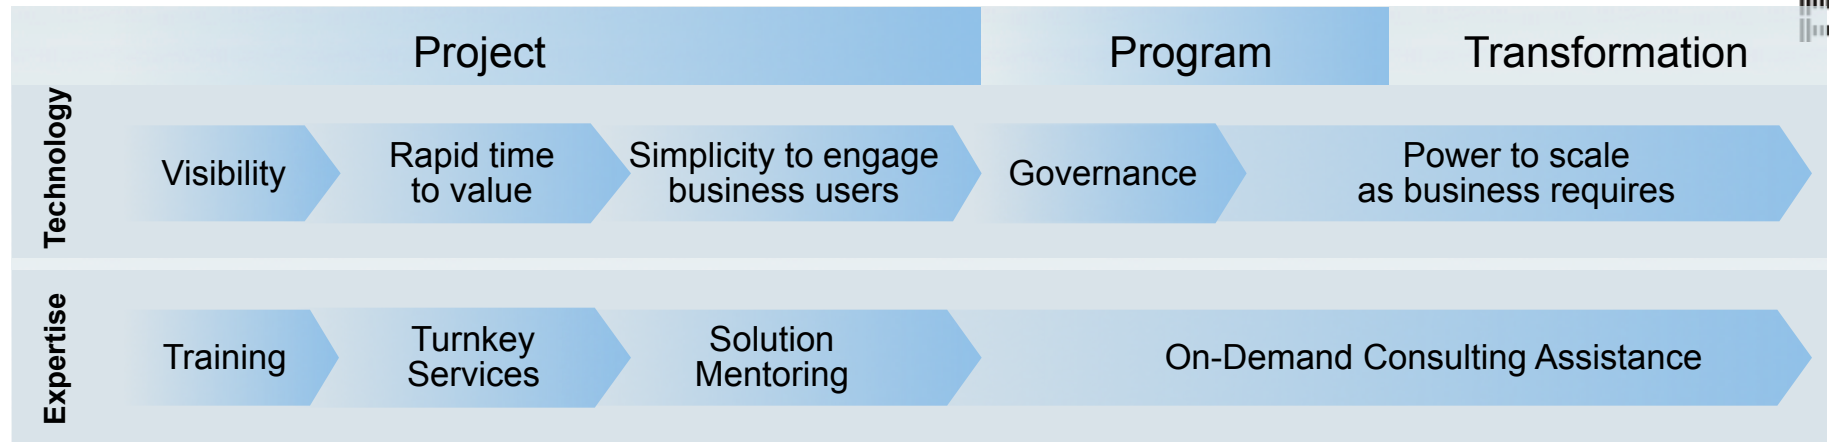 Project
Program
Transformation
Technology
Visibility
Rapid time
to value
Simplicity to engage
business users
Governance
Power to scale
as business requires
Expertise
Training
Turnkey
Services
Solution
Mentoring
On-Demand Consulting Assistance